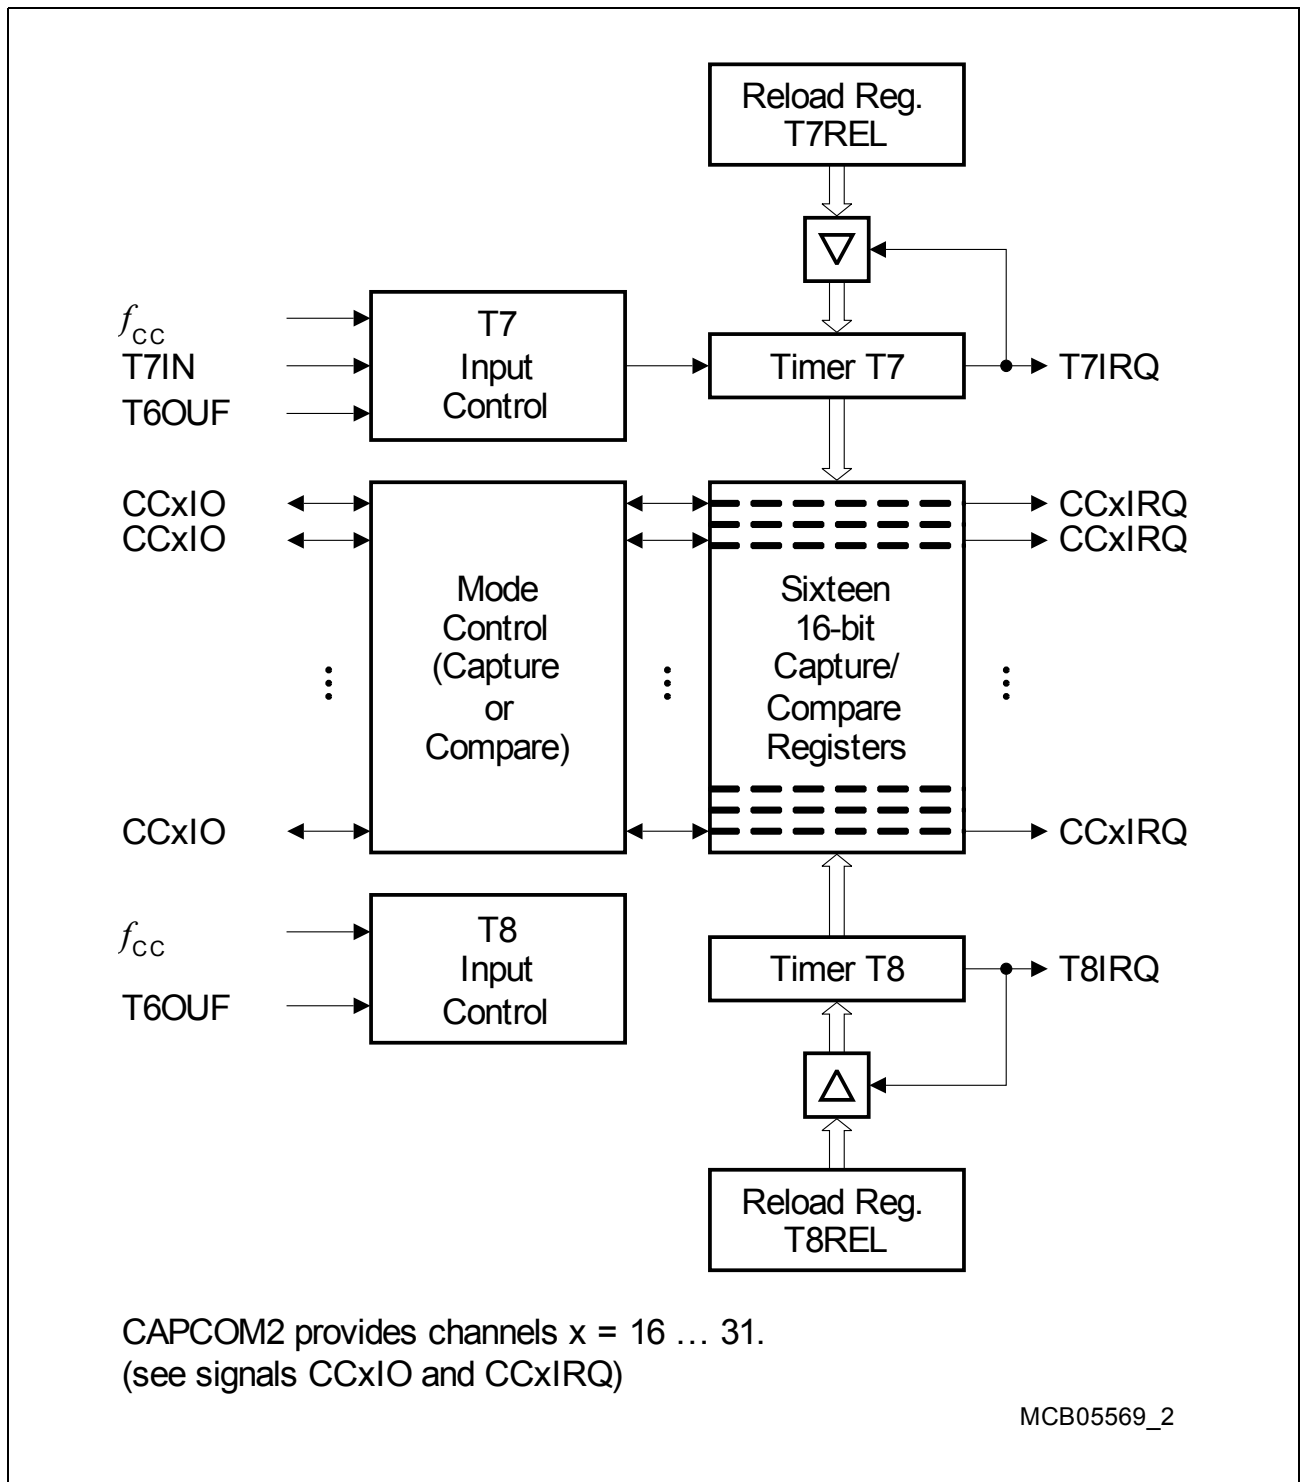 Reload Reg.
T7REL
f CC
T7IN
T6OUF
T7
Input
Control
Timer T7
T7IRQ
CCxIO
CCxIO
CCxIO
Mode
Control
(Capture
or
Compare)
Sixteen
16-bit
Capture/
Compare
Registers
CCxIRQ
CCxIRQ
CCxIRQ
f CC
T6OUF
T8
Input
Control
Timer T8
T8IRQ
Reload Reg.
T8REL
CAPCOM2 provides channels x = 16 … 31.
(see signals CCxIO and CCxIRQ)
MCB05569_2